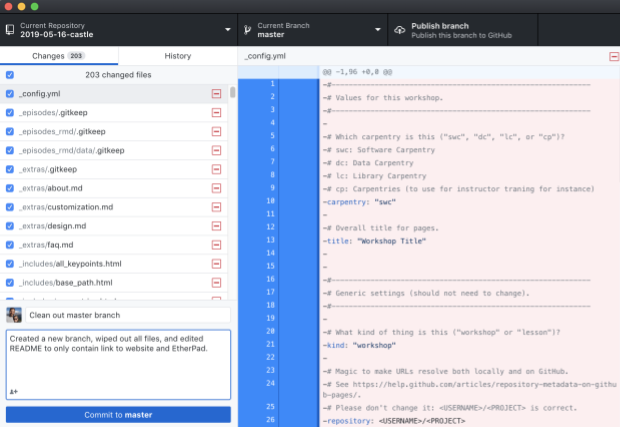 Current Repository
2019-05-16-castle
Current Branch
master
Publish branch
Publish this branch to GitHub
Changes 203
History
_config.yml
203 changed files
_config.yml
_episodes/.gitkeep
_episodes_rmd/.gitkeep
_episodes_rmd/data/.gitkeep
_extras/.gitkeep
_extras/about.md
_extras/customization.md
_extras/design.md
_extras/faq.md
_includes/all_keypoints.html
_includes/base_path.html
Clean out master branch
Created a new branch, wiped out all files, and edited
README to only contain link to website and EtherPad.
Commit to master
@@ -1,96 +0,0 @@
1 -#------------------------------------------------------------
2 -# Values for this workshop.
3 -#------------------------------------------------------------
4 -
5 -# Which carpentry is this ("swc", "dc", "lc", or "cp")?
6 -# swc: Software Carpentry
7 -# dc: Data Carpentry
8 -# lc: Library Carpentry
9 -# cp: Carpentries (to use for instructor traning for instance)
10 -carpentry: "swc"
11 -
12 -# Overall title for pages.
13 -title: "Workshop Title"
14 -
15 -
16 -#------------------------------------------------------------
17 -# Generic settings (should not need to change).
18 -#------------------------------------------------------------
19 -
20 -# What kind of thing is this ("workshop" or "lesson")?
21 -kind: "workshop"
22 -
23 -# Magic to make URLs resolve both locally and on GitHub.
24 -# See https://help.github.com/articles/repository-metadata-on-githu
b-pages/.
25 -# Please don't change it: <USERNAME>/<PROJECT> is correct.
26 -repository: <USERNAME>/<PROJECT>